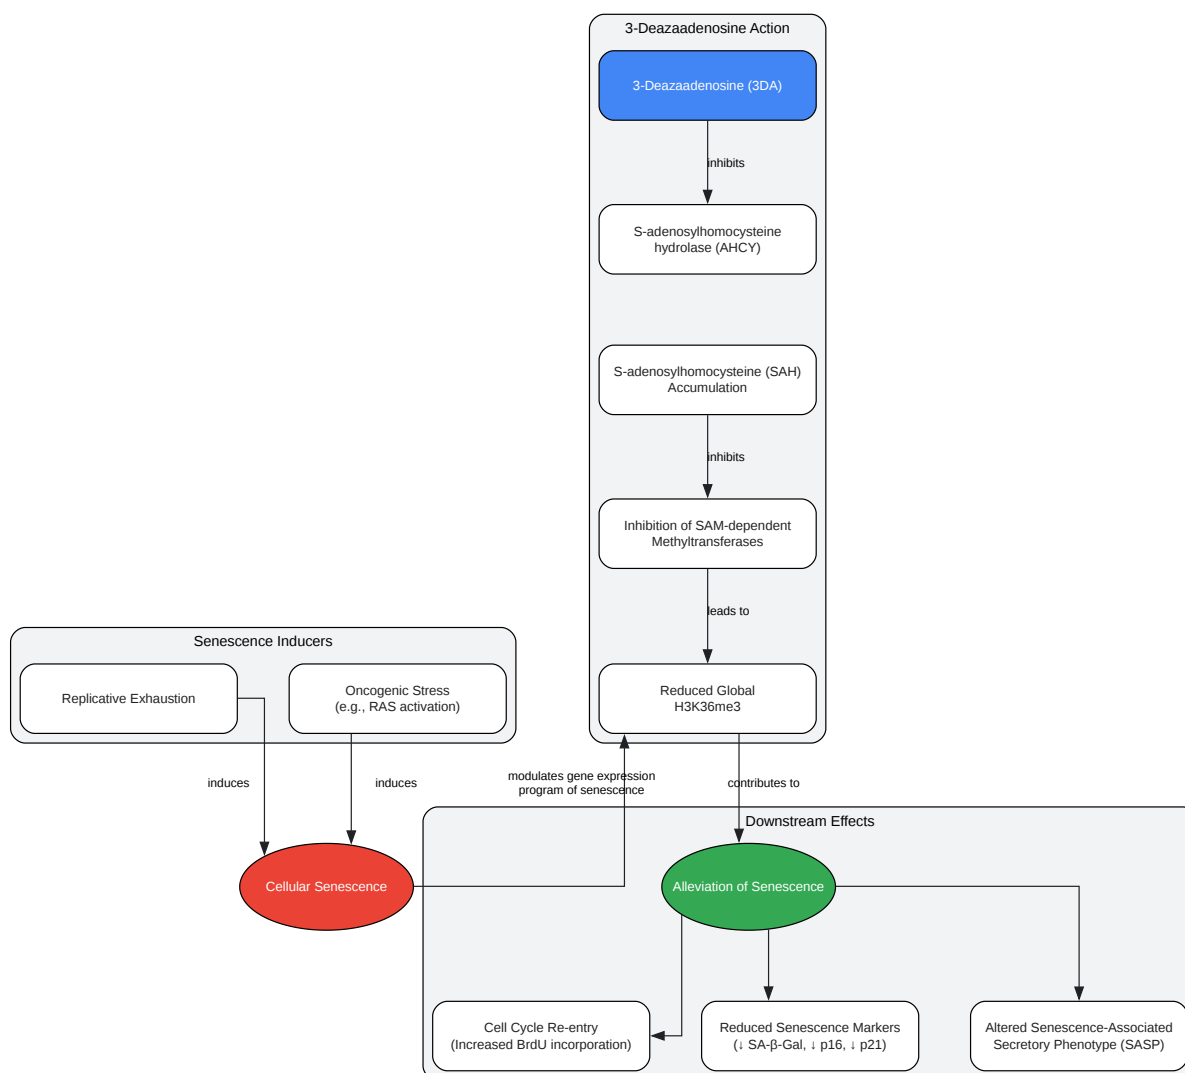 3-Deazaadenosine Action
3-Deazaadenosine (3DA)
inhibits
S-adenosylhomocysteine
hydrolase (AHCY)
S-adenosylhomocysteine (SAH)
Accumulation
inhibits
Inhibition of SAM-dependent
Methyltransferases
leads to
Reduced Global
H3K36me3
Senescence Inducers
Replicative Exhaustion
Oncogenic Stress
(e.g., RAS activation)
induces
induces
modulates gene expression
program of senescence
contributes to
Downstream Effects
Cellular Senescence
Alleviation of Senescence
Cell Cycle Re-entry
(Increased BrdU incorporation)
Reduced Senescence Markers
(↓ SA-β-Gal, ↓ p16, ↓ p21)
Altered Senescence-Associated
Secretory Phenotype (SASP)